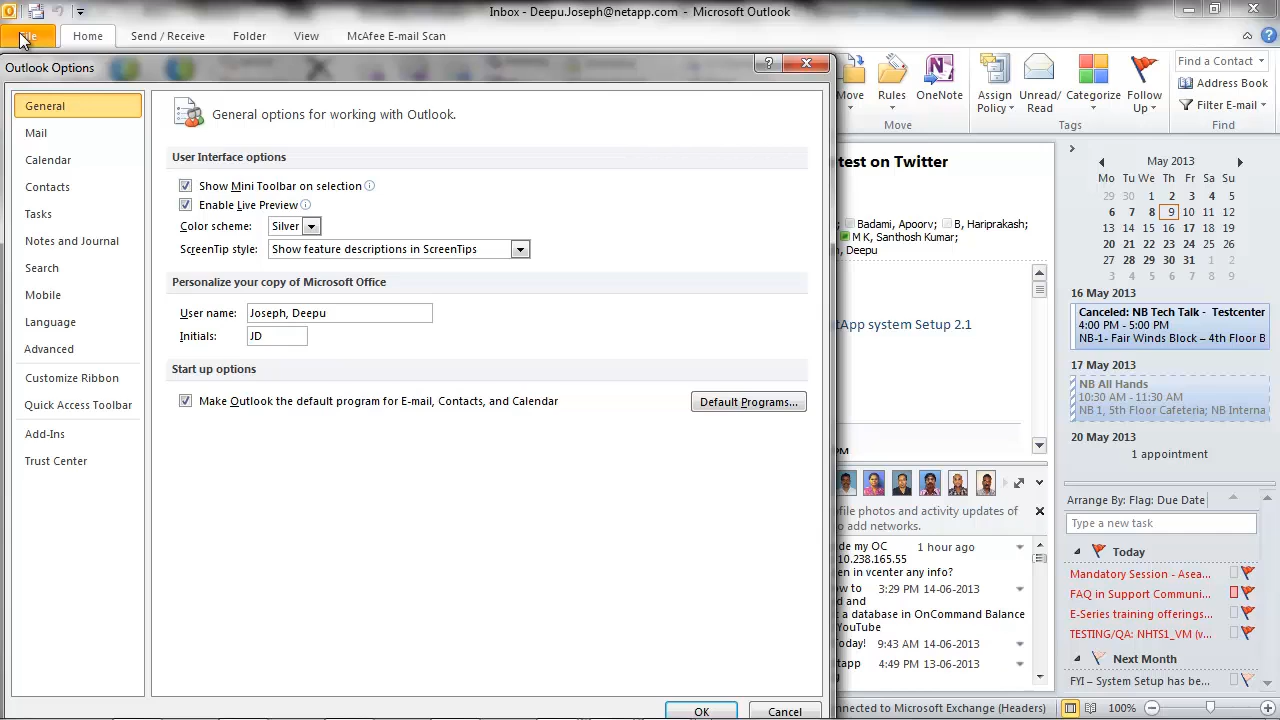 Inbox - Deepu.Joseph@netapp.com - Microsoft Outlook
Home
Send / Receive
Folder
View
McAfee E-mail Scan
Outlook Options
General
Mail
Calendar
Contacts
Tasks
Notes and Journal
Search
Mobile
Language
Advanced
Customize Ribbon
Quick Access Toolbar
Add-Ins
Trust Center
General options for working with Outlook.
User Interface options
Show Mini Toolbar on selection
Enable Live Preview
Color scheme: Silver
ScreenTip style: Show feature descriptions in ScreenTips
Personalize your copy of Microsoft Office
User name: Joseph, Deepu
Initials: JD
Start up options
Make Outlook the default program for E-mail, Contacts, and Calendar
Default Programs...
OK
Cancel
Move
Rules
OneNote
Move
Assign Policy
Unread/ Read
Categorize
Follow Up
Tags
Find a Contact
Address Book
Filter E-mail
Find
test on Twitter
Badami, Apoorv; B, Hariprakash;
M K, Santhosh Kumar;
, Deepu
tApp system Setup 2.1
PM
file photos and activity updates of
o add networks.
de my OC 1 hour ago
10.238.165.55
en in vcenter any info?
ow to 3:29 PM 14-06-2013
d and
t a database in OnCommand Balance
YouTube
Today! 9:43 AM 14-06-2013
etapp 4:49 PM 13-06-2013
May 2013
Mo Tu We Th Fr Sa Su
29 30 1 2 3 4 5
6 7 8 9 10 11 12
13 14 15 16 17 18 19
20 21 22 23 24 25 26
27 28 29 30 31 1 2
3 4 5 6 7 8 9
16 May 2013
Canceled: NB Tech Talk - Testcenter
4:00 PM - 5:00 PM
NB-1- Fair Winds Block – 4th Floor B
17 May 2013
NB All Hands
10:30 AM - 11:30 AM
NB 1, 5th Floor Cafeteria; NB Interna
20 May 2013
1 appointment
Arrange By: Flag: Due Date
Type a new task
Today
Mandatory Session - Asea...
FAQ in Support Communi...
E-Series training offerings...
TESTING/QA: NHTS1_VM (v...
Next Month
FYI – System Setup has be...
nnected to Microsoft Exchange (Headers)
100%